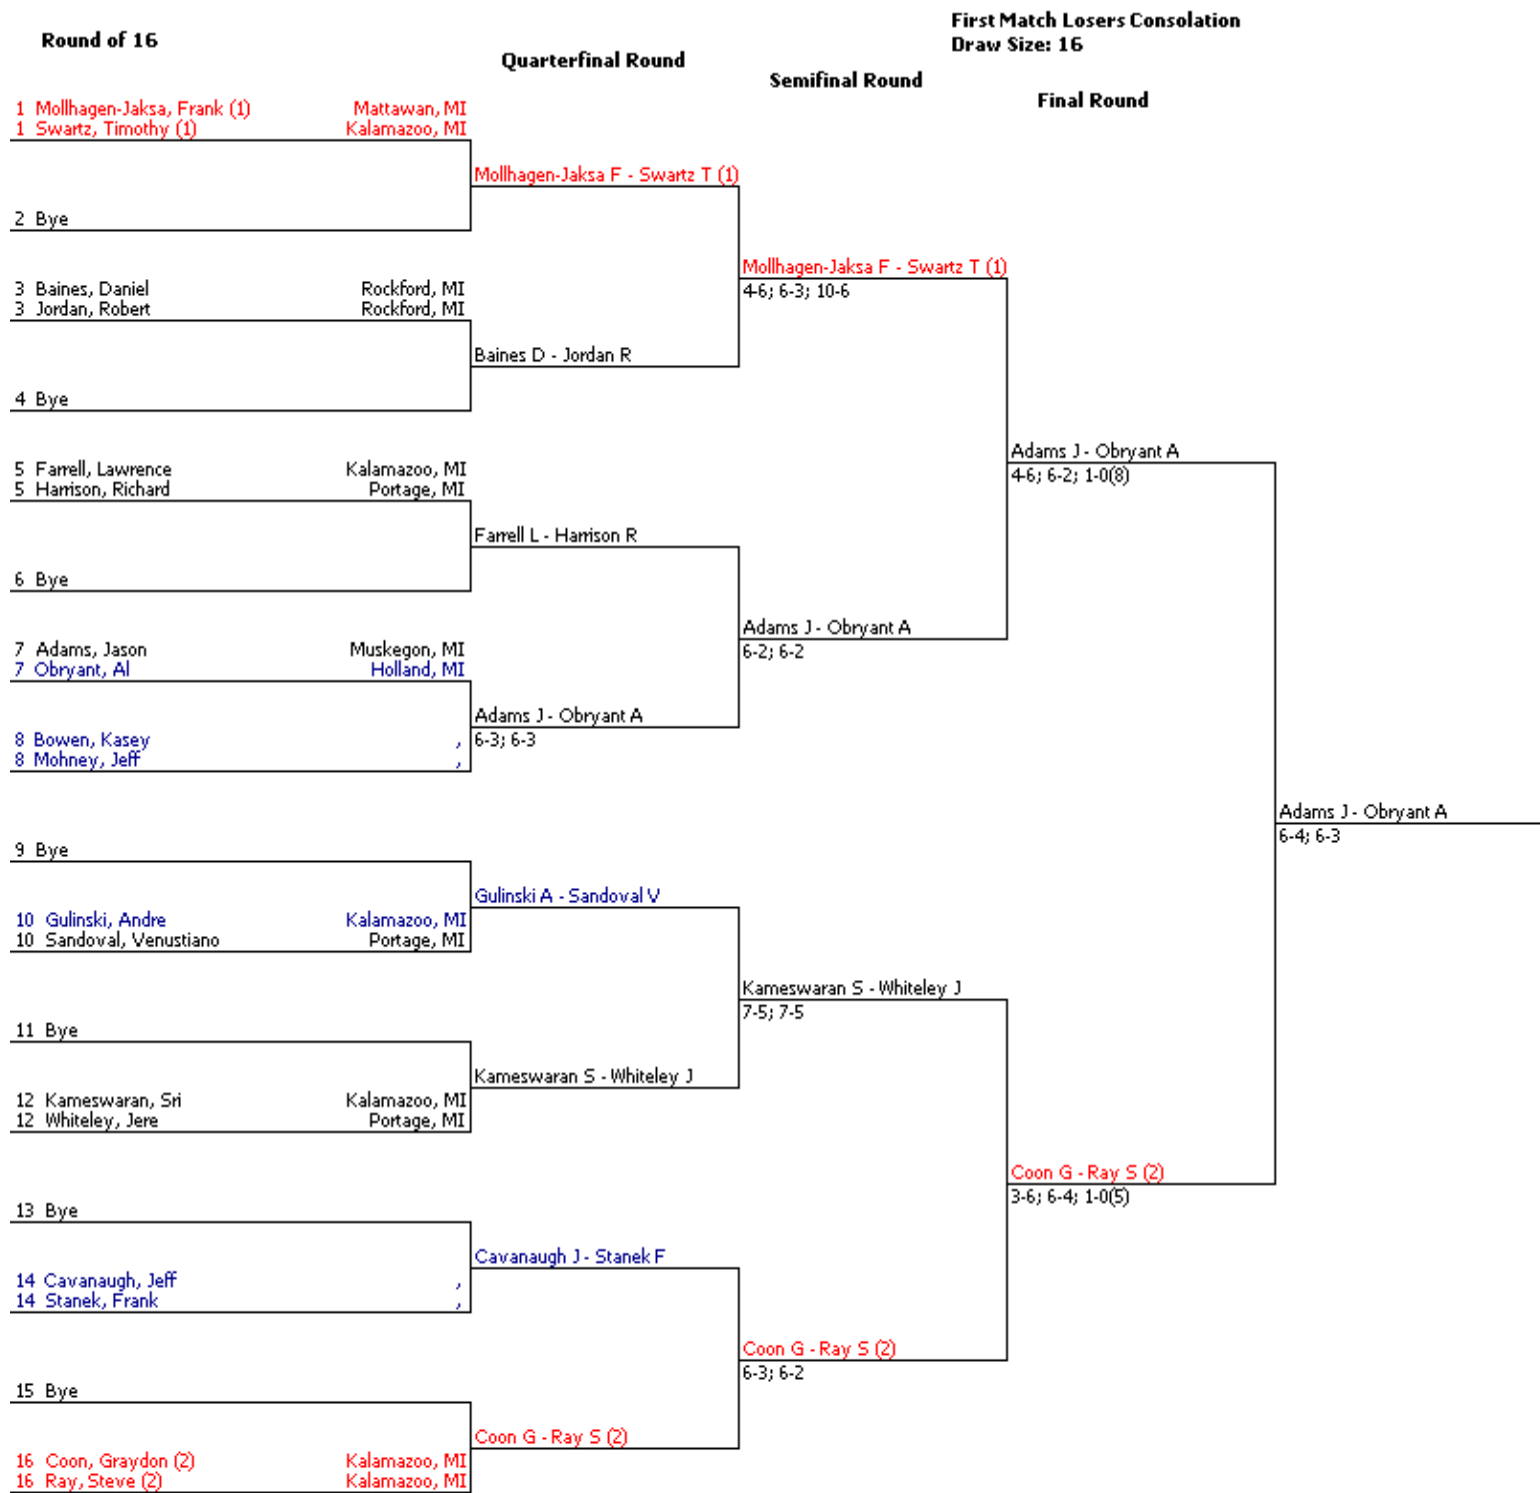 First Match Losers Consolation
Draw Size: 16
Round of 16
Quarterfinal Round
Semifinal Round
Final Round
1 Mollhagen-Jaksa, Frank (1) Mattawan, MI
1 Swartz, Timothy (1) Kalamazoo, MI
Mollhagen-Jaksa F - Swartz T (1)
2 Bye
Mollhagen-Jaksa F - Swartz T (1)
4-6; 6-3; 10-6
3 Baines, Daniel Rockford, MI
3 Jordan, Robert Rockford, MI
Baines D - Jordan R
4 Bye
Adams J - Obryant A
4-6; 6-2; 1-0(8)
5 Farrell, Lawrence Kalamazoo, MI
5 Harrison, Richard Portage, MI
Farrell L - Harrison R
6 Bye
Adams J - Obryant A
6-2; 6-2
7 Adams, Jason Muskegon, MI
7 Obryant, Al Holland, MI
Adams J - Obryant A
6-3; 6-3
8 Bowen, Kasey ,
8 Mohney, Jeff ,
Adams J - Obryant A
6-4; 6-3
9 Bye
Gulinski A - Sandoval V
10 Gulinski, Andre Kalamazoo, MI
10 Sandoval, Venustiano Portage, MI
Kameswaran S - Whiteley J
7-5; 7-5
11 Bye
Kameswaran S - Whiteley J
12 Kameswaran, Sri Kalamazoo, MI
12 Whiteley, Jere Portage, MI
Coon G - Ray S (2)
3-6; 6-4; 1-0(5)
13 Bye
Cavanaugh J - Stanek F
14 Cavanaugh, Jeff ,
14 Stanek, Frank ,
Coon G - Ray S (2)
6-3; 6-2
15 Bye
Coon G - Ray S (2)
16 Coon, Graydon (2) Kalamazoo, MI
16 Ray, Steve (2) Kalamazoo, MI